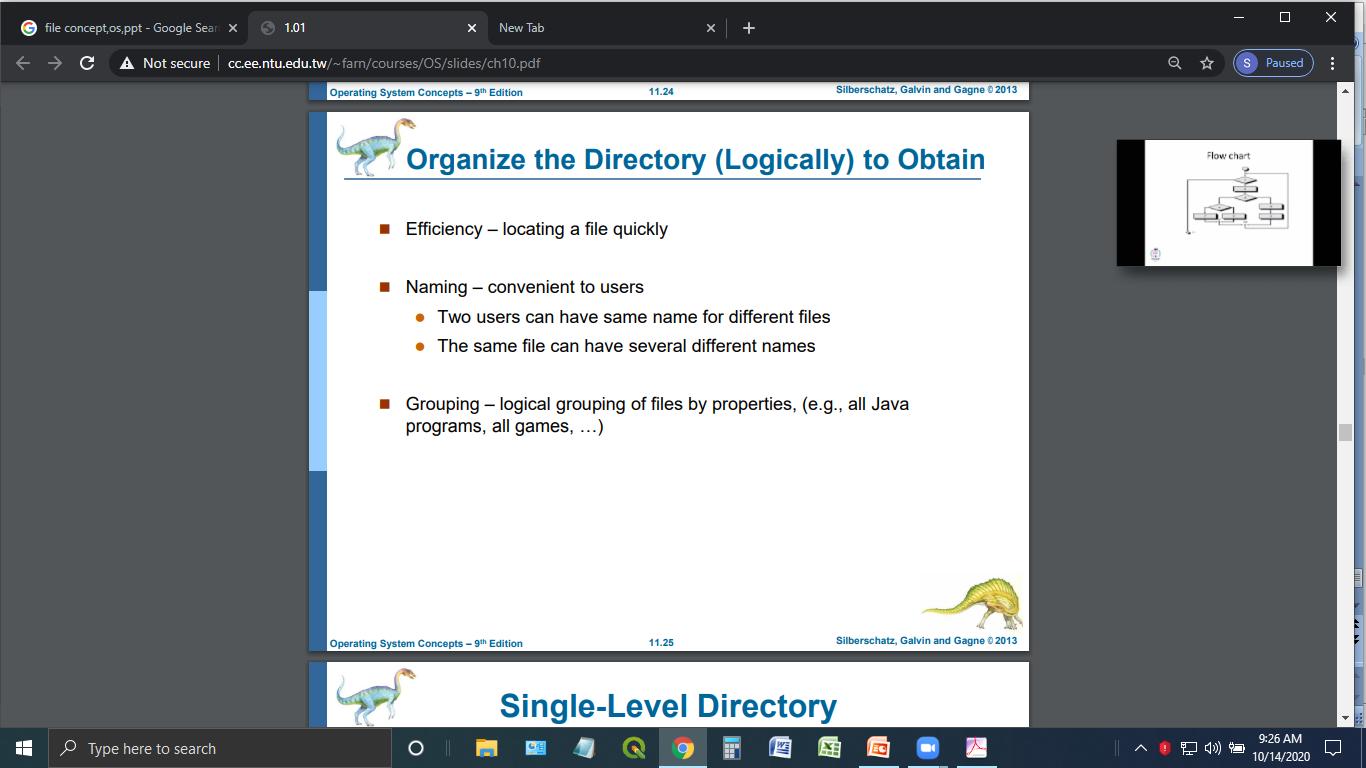 file concept,os,ppt - Google Sear
1.01
New Tab
Not secure
cc.ee.ntu.edu.tw/~farn/courses/OS/slides/ch10.pdf
S
Paused
Operating System Concepts – 9th Edition
11.24
Silberschatz, Galvin and Gagne © 2013
Organize the Directory (Logically) to Obtain
Efficiency – locating a file quickly
Naming – convenient to users
Two users can have same name for different files
The same file can have several different names
Grouping – logical grouping of files by properties, (e.g., all Java
programs, all games, …)
Operating System Concepts – 9th Edition
11.25
Silberschatz, Galvin and Gagne © 2013
Single-Level Directory
Flow chart
Type here to search
9:26 AM
10/14/2020